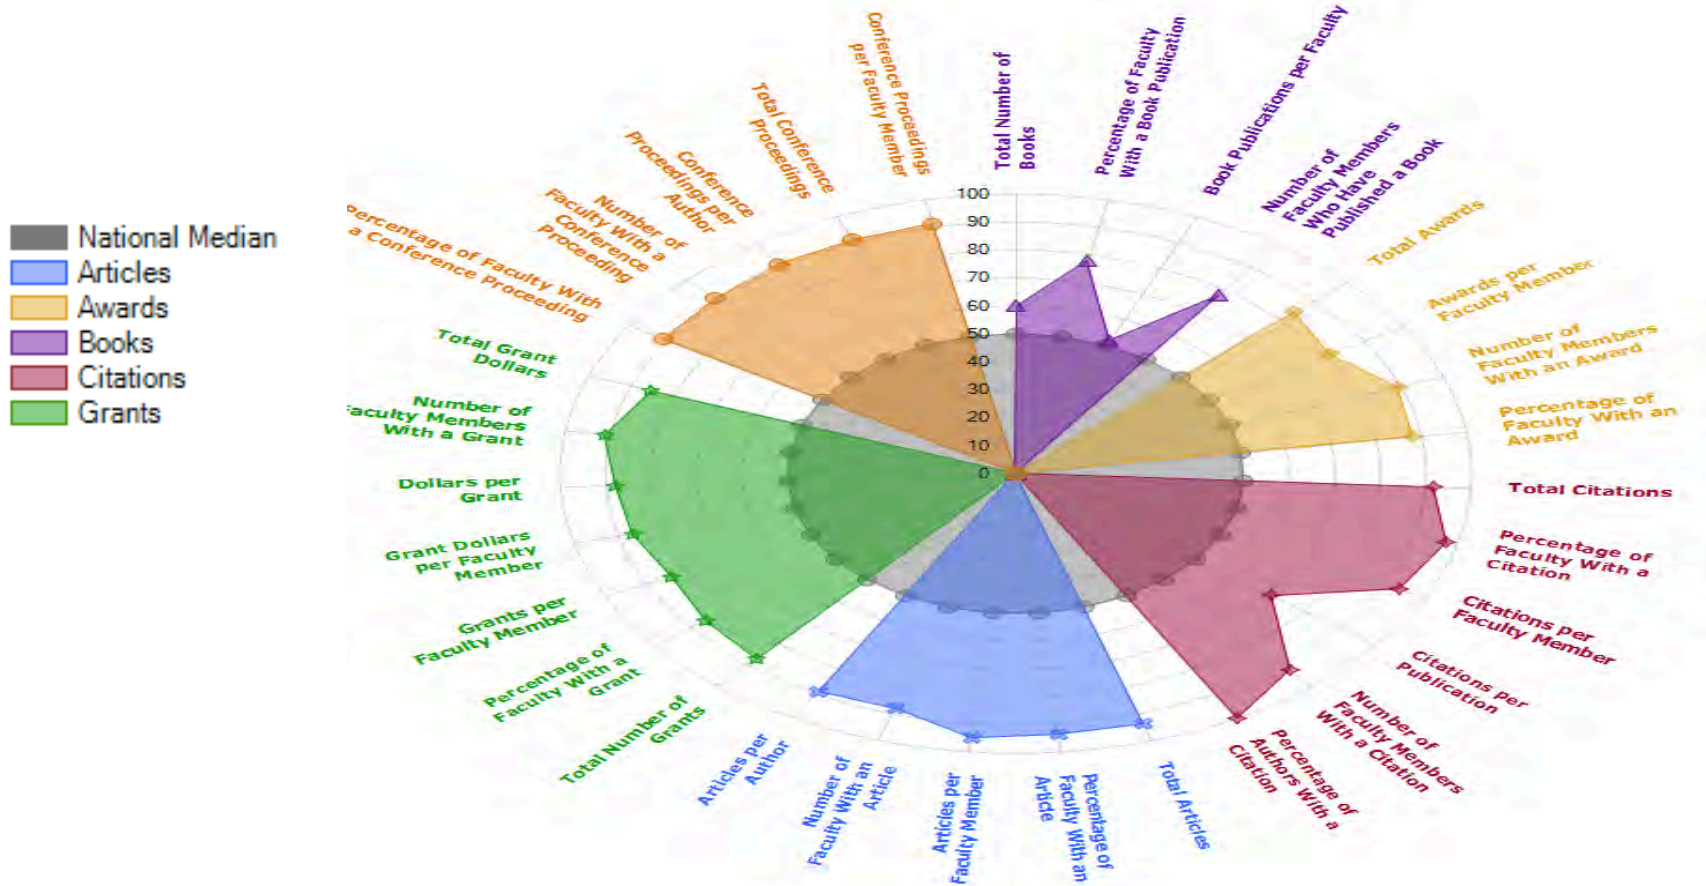 National Median
Articles
Awards
Books
Citations
Grants
Total Number of
Books
Percentage of Faculty
With a Book Publication
Book Publications per Faculty
Number of
Faculty Members
Who Have
Published a Book
Total Awards
Awards per
Faculty Member
Number of
Faculty Members
With an Award
Percentage of
Faculty With an
Award
Total Citations
Percentage of
Faculty With a
Citation
Citations per
Faculty Member
Citations per
Publication
Number of
Faculty Members
With a Citation
Percentage of
Authors With a
Citation
Total Articles
Percentage of
Faculty With an
Article
Articles per
Faculty Member
Number of
Faculty With an
Article
Articles per
Author
Total Number of
Grants
Percentage of
Faculty With a
Grant
Grants per
Faculty Member
Grant Dollars
per Faculty
Member
Dollars per
Grant
Number of
Faculty Members
With a Grant
Total Grant
Dollars
Percentage of Faculty With
a Conference Proceeding
Number of
Faculty With a
Conference
Proceeding
Conference
Proceedings per
Author
Total Conference
Proceedings
Conference Proceedings
per Faculty Member
100
90
80
70
60
50
40
30
20
10
0